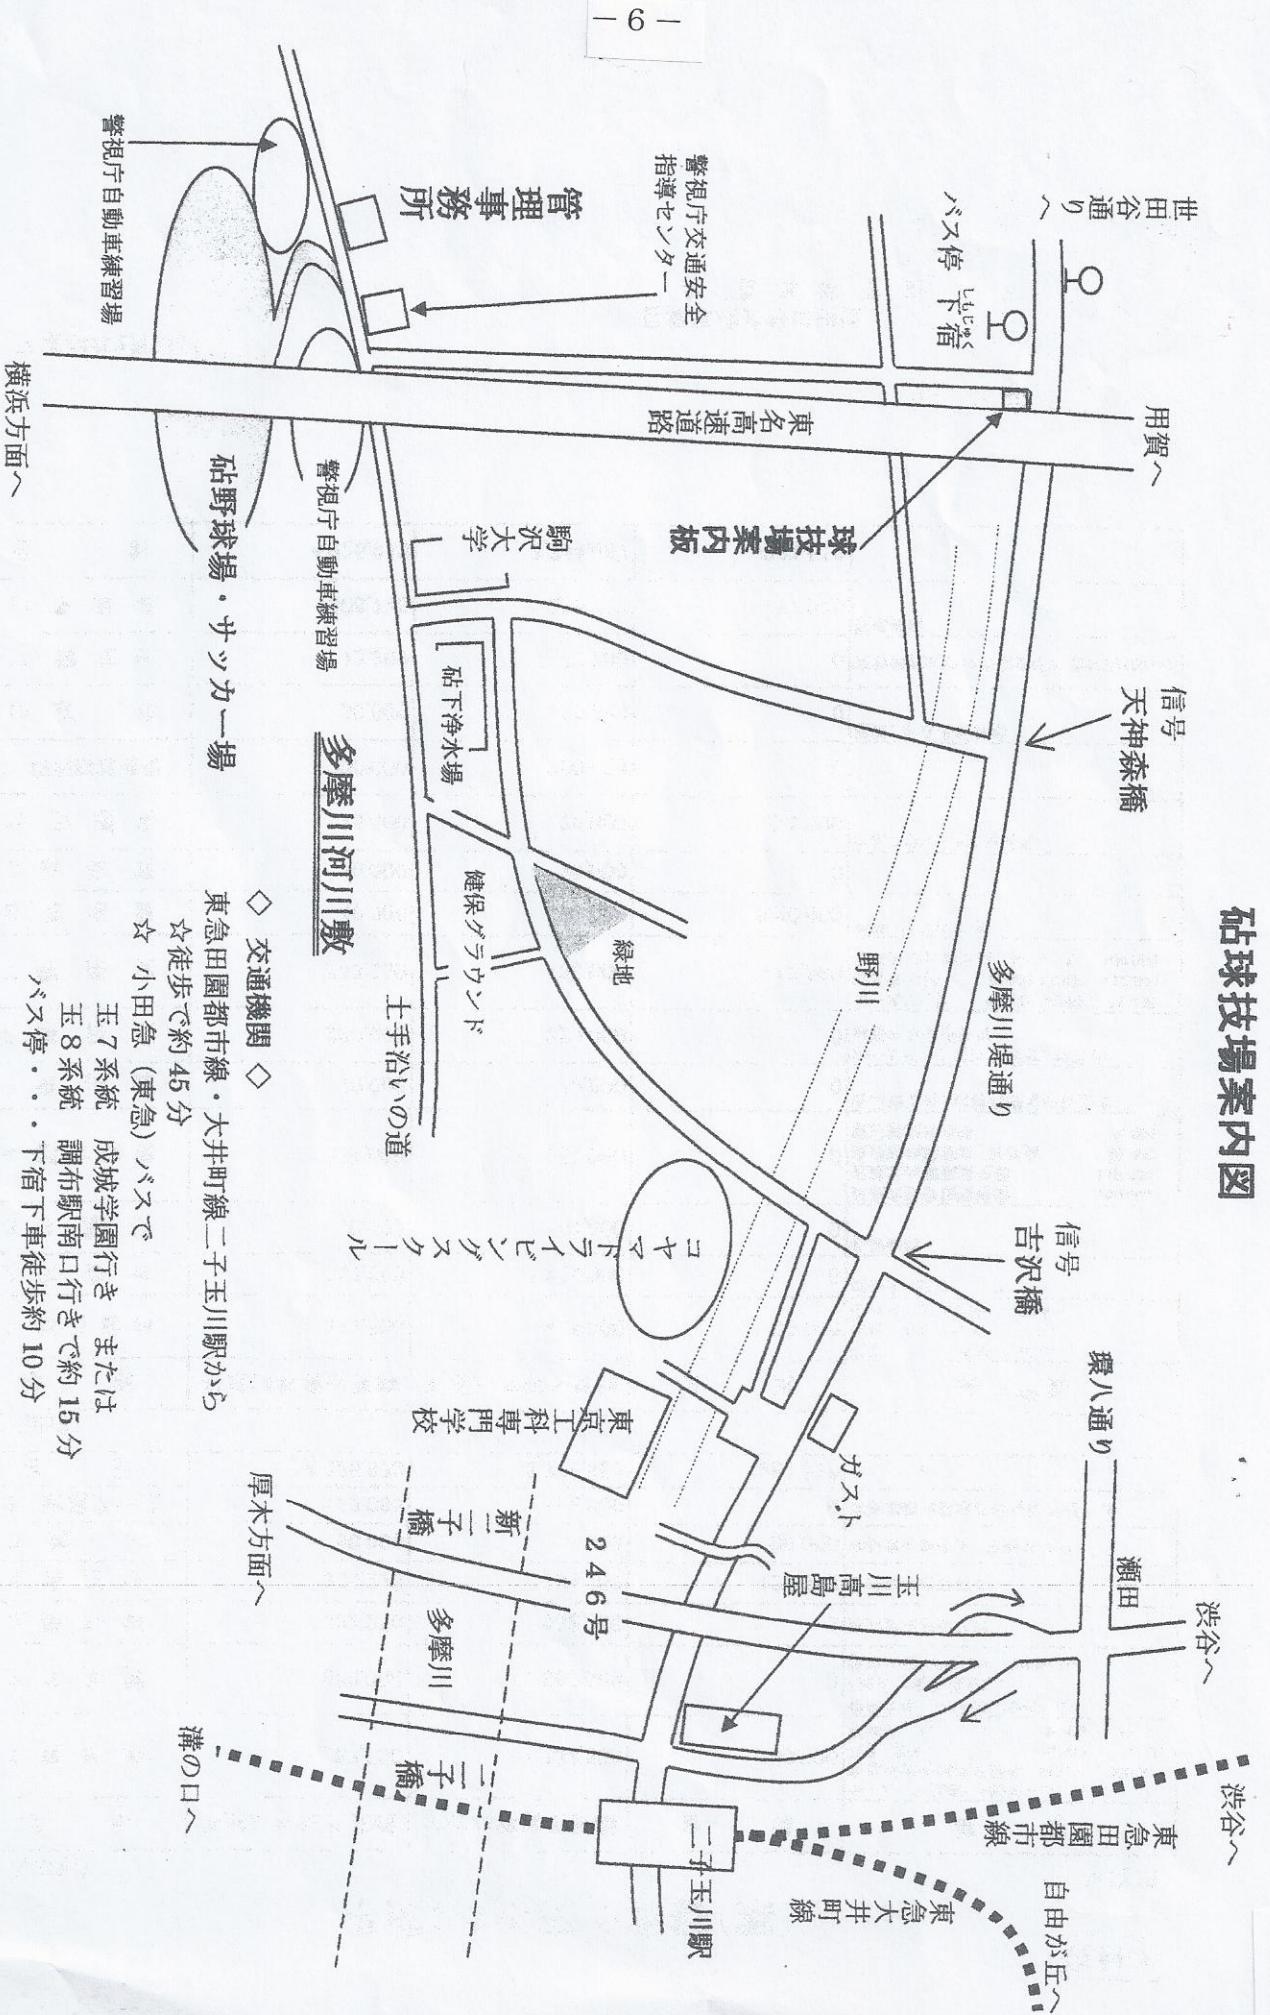 －6－
砧球技場案内図
世田谷通りへ
バス停 下宿
しもじゅく
用賀へ
東名高速道路
球技場案内板
信号
天神森橋
多摩川堤通り
野川
信号
吉沢橋
環八通り
瀬田
渋谷へ
渋谷へ
自由が丘へ
東急田園都市線
東急大井町線
二子玉川駅
玉川高島屋
ガスト
246号
警視庁交通安全
指導センター
管理事務所
警視庁自動車練習場
駒沢大学
砧下浄水場
緑地
健保グラウンド
土手沿いの道
コヤマドライビングスクール
東京工科専門学校
新二子橋
多摩川
二子橋
厚木方面へ
溝の口へ
警視庁自動車練習場
多摩川河川敷
砧野球場・サッカー場
横浜方面へ
◇ 交通機関 ◇
東急田園都市線・大井町線二子玉川駅から
☆徒歩で約45分
☆ 小田急（東急）バスで
玉7系統 成城学園行き または
玉8系統 調布駅南口行きで約15分
バス停・・・下宿下車徒歩約10分